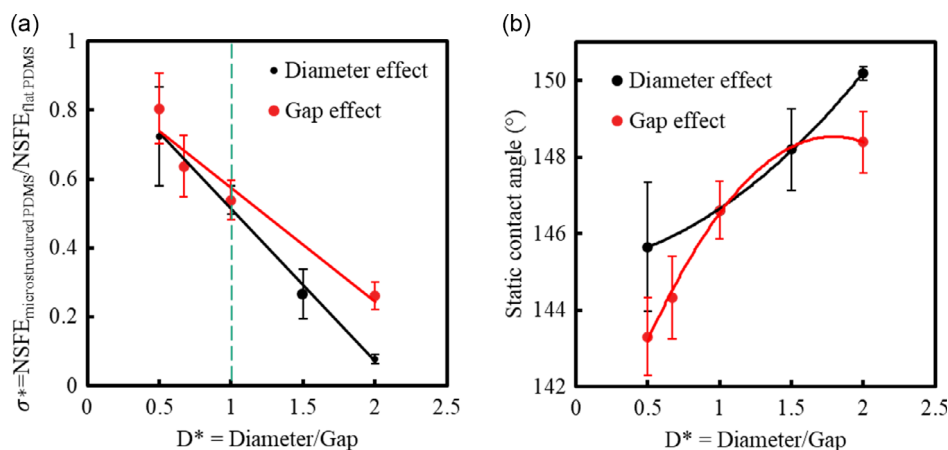 (a)
σ*=NSFEmicrostructured PDMS/NSFEflat PDMS
1
0.8
0.6
0.4
0.2
0
Diameter effect
Gap effect
0 0.5 1 1.5 2 2.5
D* = Diameter/Gap
(b)
Static contact angle (°)
150
148
146
144
142
Diameter effect
Gap effect
0 0.5 1 1.5 2 2.5
D* = Diameter/Gap